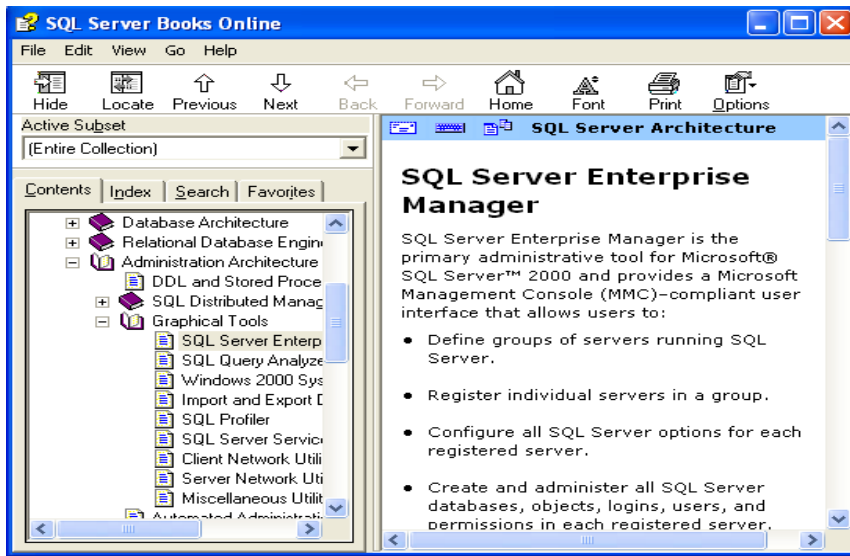 SQL Server Books Online
File Edit View Go Help
Hide Locate Previous Next Back Forward Home Font Print Options
Active Subset
(Entire Collection)
Contents Index Search Favorites
Database Architecture
Relational Database Engin
Administration Architecture
DDL and Stored Proce
SQL Distributed Manag
Graphical Tools
SQL Server Enterp
SQL Query Analyze
Windows 2000 Sys
Import and Export D
SQL Profiler
SQL Server Servic
Client Network Utili
Server Network Uti
Miscellaneous Utilit
Automated Administrati
SQL Server Architecture
SQL Server Enterprise
Manager
SQL Server Enterprise Manager is the
primary administrative tool for Microsoft®
SQL Server™ 2000 and provides a Microsoft
Management Console (MMC)–compliant user
interface that allows users to:
• Define groups of servers running SQL
Server.
• Register individual servers in a group.
• Configure all SQL Server options for each
registered server.
• Create and administer all SQL Server
databases, objects, logins, users, and
permissions in each registered server.